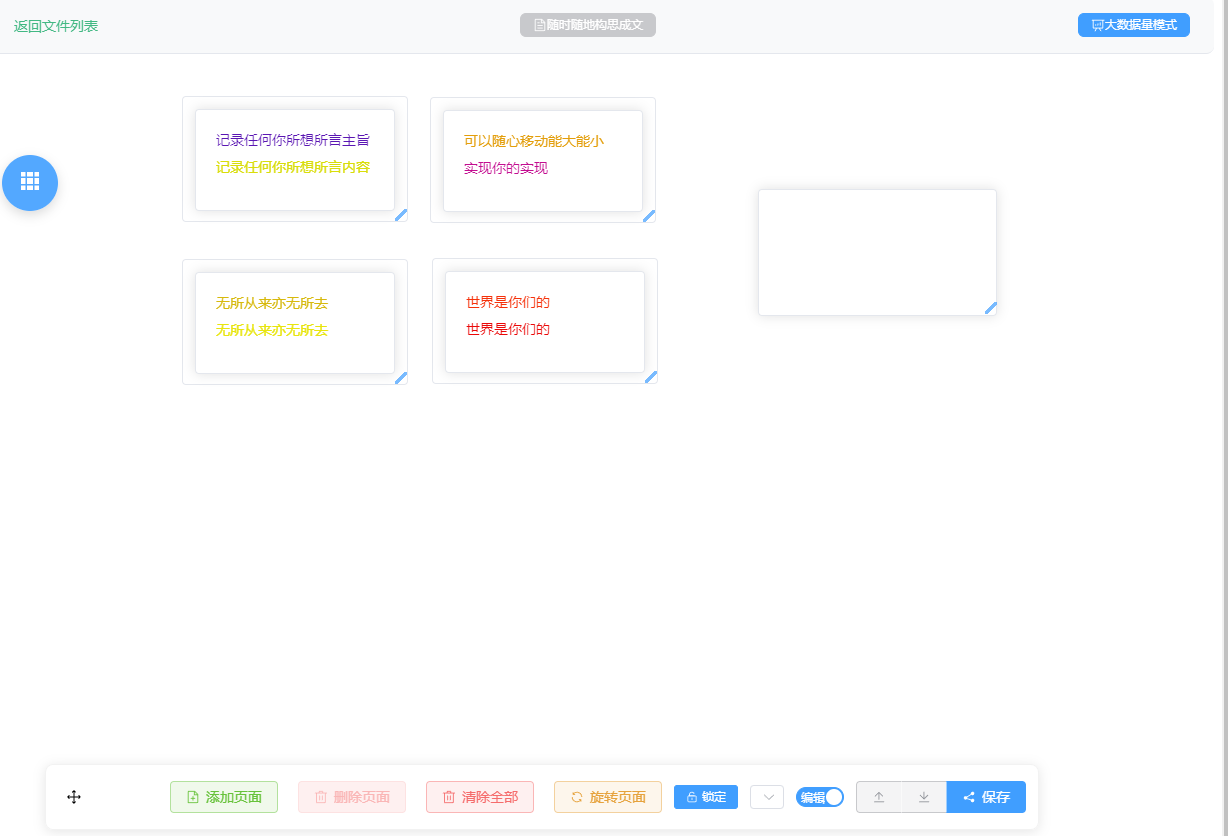 返回文件列表
随时随地构思成文
大数据量模式
记录任何你所想所言主旨
记录任何你所想所言内容
可以随心移动能大能小
实现你的实现
无所从来亦无所去
无所从来亦无所去
世界是你们的
世界是你们的
添加页面
删除页面
清除全部
旋转页面
锁定
编辑
保存